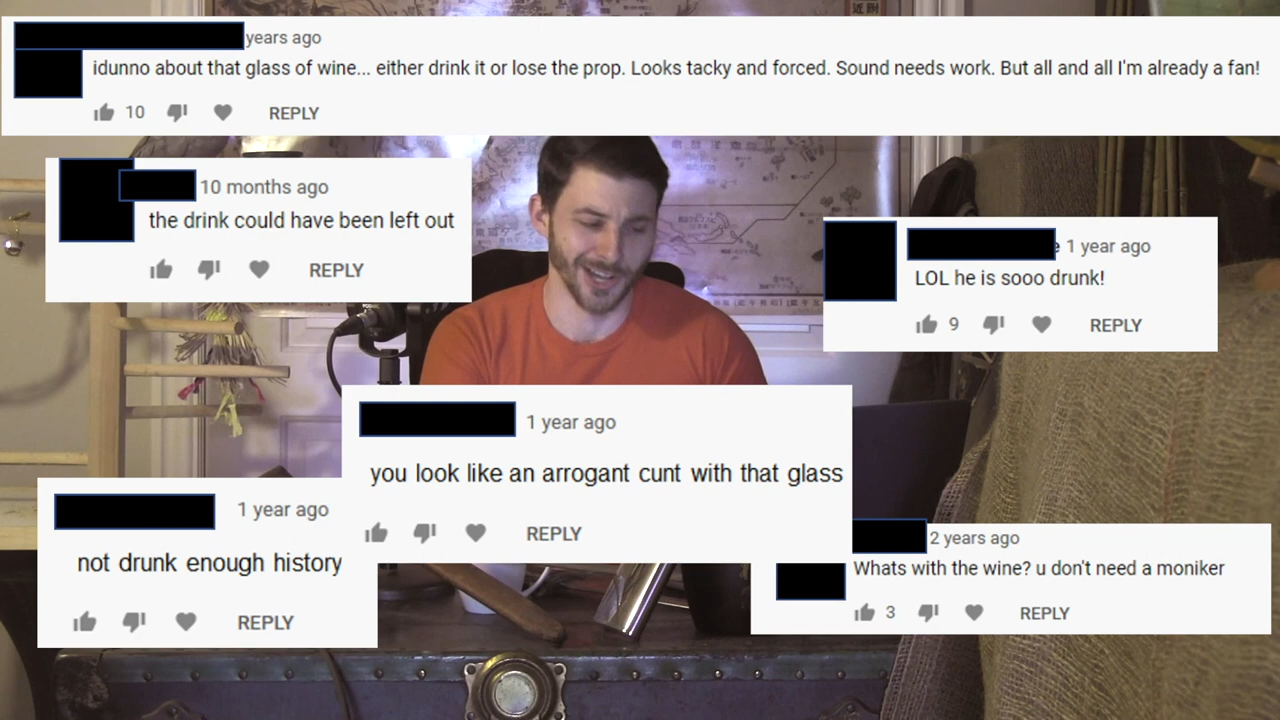 years ago
idunno about that glass of wine... either drink it or lose the prop. Looks tacky and forced. Sound needs work. But all and all I'm already a fan!
10 REPLY
10 months ago
the drink could have been left out
REPLY
1 year ago
LOL he is sooo drunk!
9 REPLY
1 year ago
you look like an arrogant cunt with that glass
REPLY
1 year ago
not drunk enough history
REPLY
2 years ago
Whats with the wine? u don't need a moniker
3 REPLY